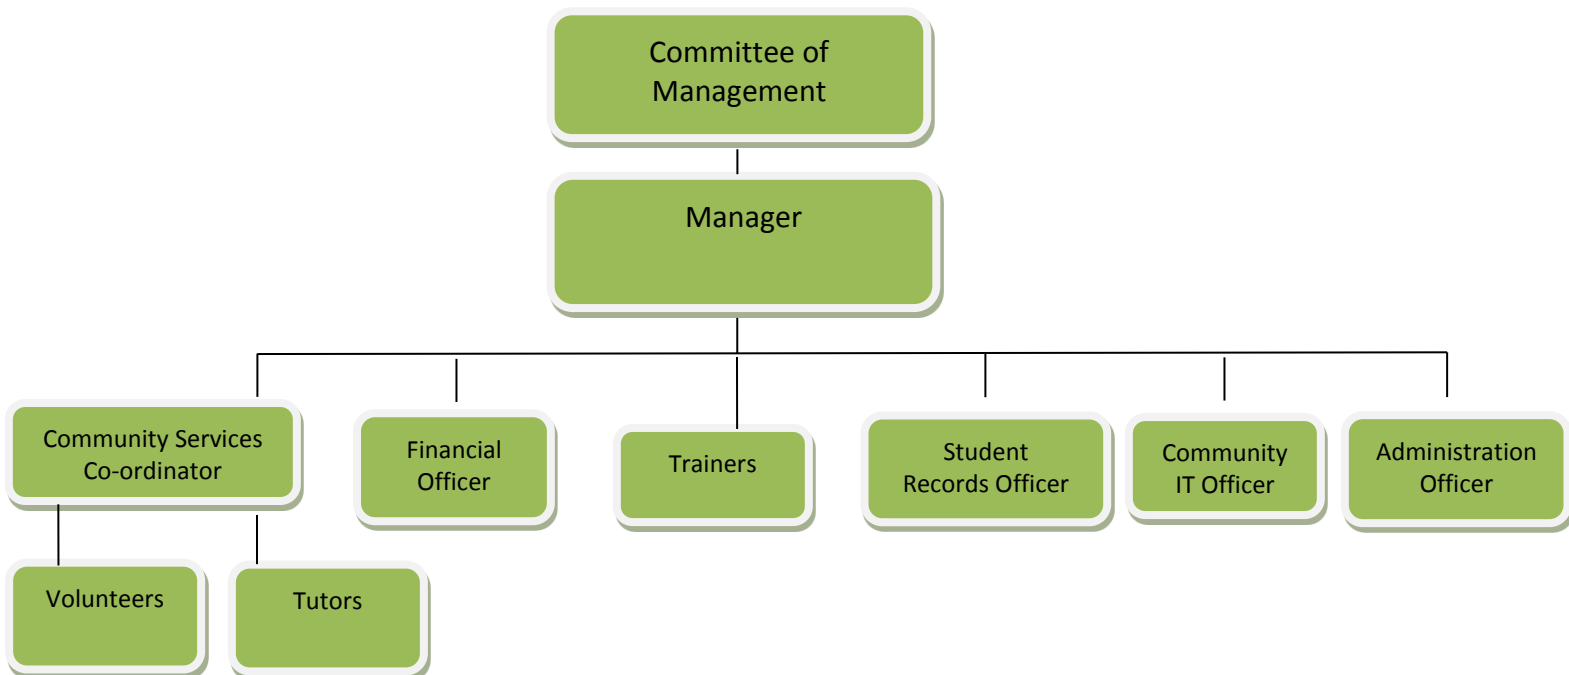 Committee of
Management
Manager
Community Services
Co-ordinator
Financial
Officer
Trainers
Student
Records Officer
Community
IT Officer
Administration
Officer
Volunteers
Tutors